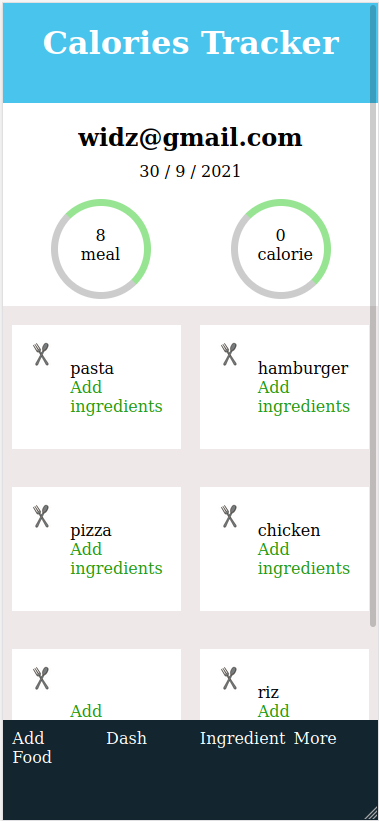 Calories Tracker
widz@gmail.com
30 / 9 / 2021
8
meal
0
calorie
pasta
Add
ingredients
hamburger
Add
ingredients
pizza
Add
ingredients
chicken
Add
ingredients
Add
riz
Add
Add
Food
Dash
Ingredient
More